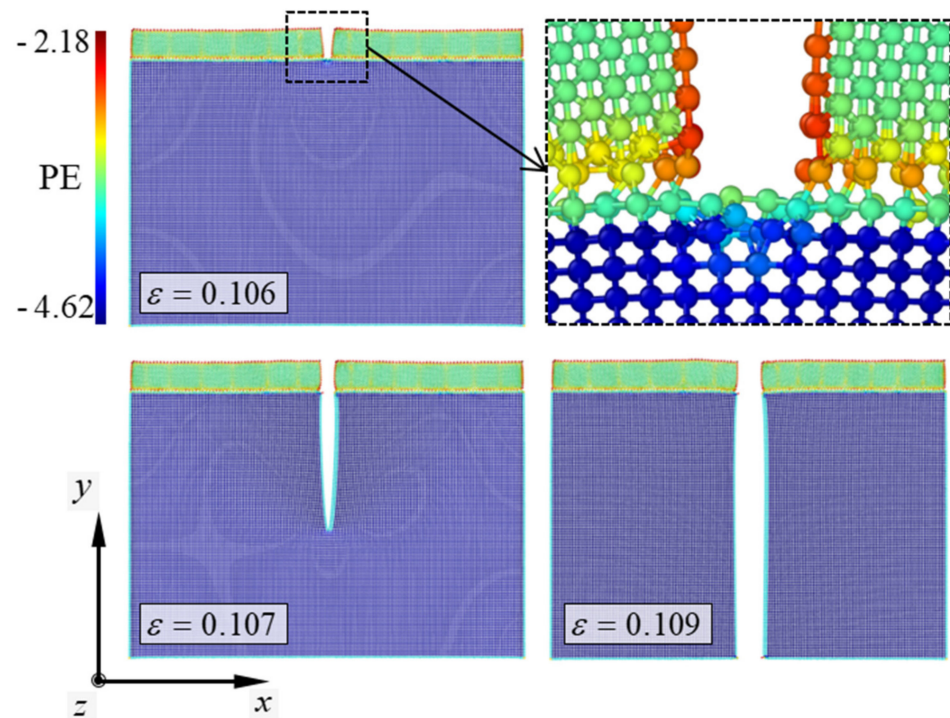 - 2.18
PE
- 4.62
ε = 0.106
ε = 0.107
ε = 0.109
y
z
x